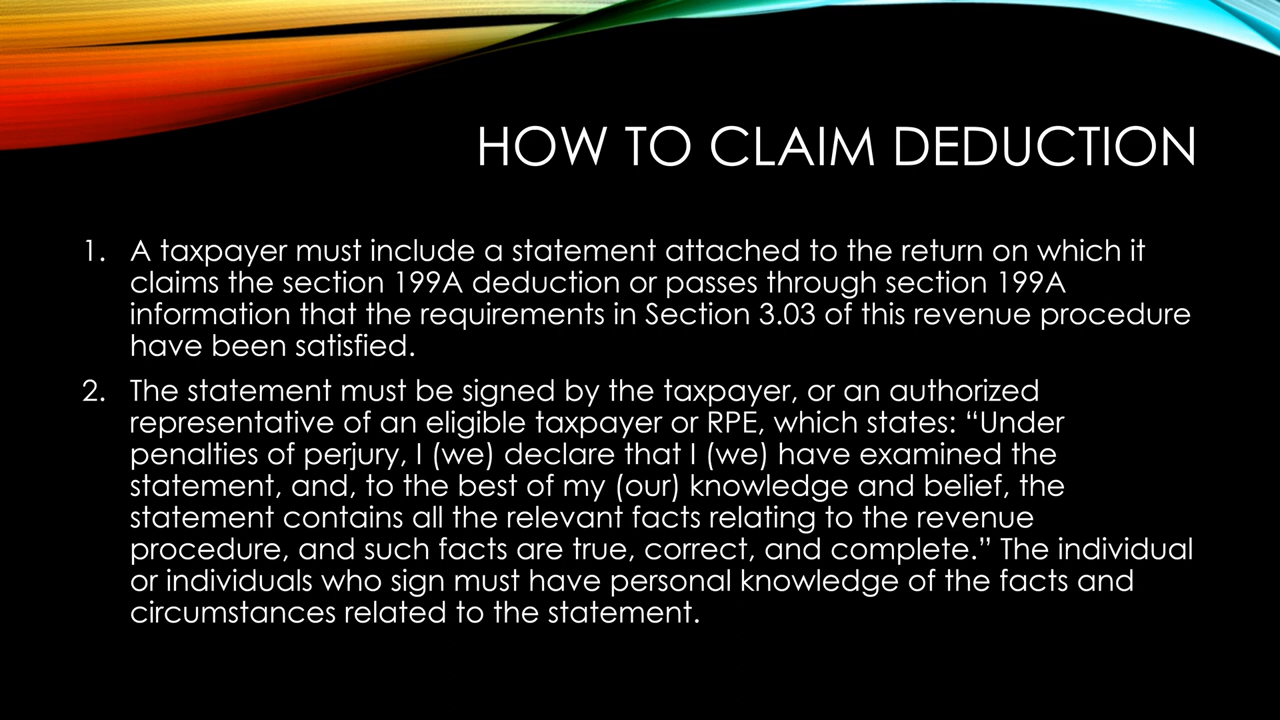 HOW TO CLAIM DEDUCTION
1. A taxpayer must include a statement attached to the return on which it
claims the section 199A deduction or passes through section 199A
information that the requirements in Section 3.03 of this revenue procedure
have been satisfied.
2. The statement must be signed by the taxpayer, or an authorized
representative of an eligible taxpayer or RPE, which states: “Under
penalties of perjury, I (we) declare that I (we) have examined the
statement, and, to the best of my (our) knowledge and belief, the
statement contains all the relevant facts relating to the revenue
procedure, and such facts are true, correct, and complete.” The individual
or individuals who sign must have personal knowledge of the facts and
circumstances related to the statement.